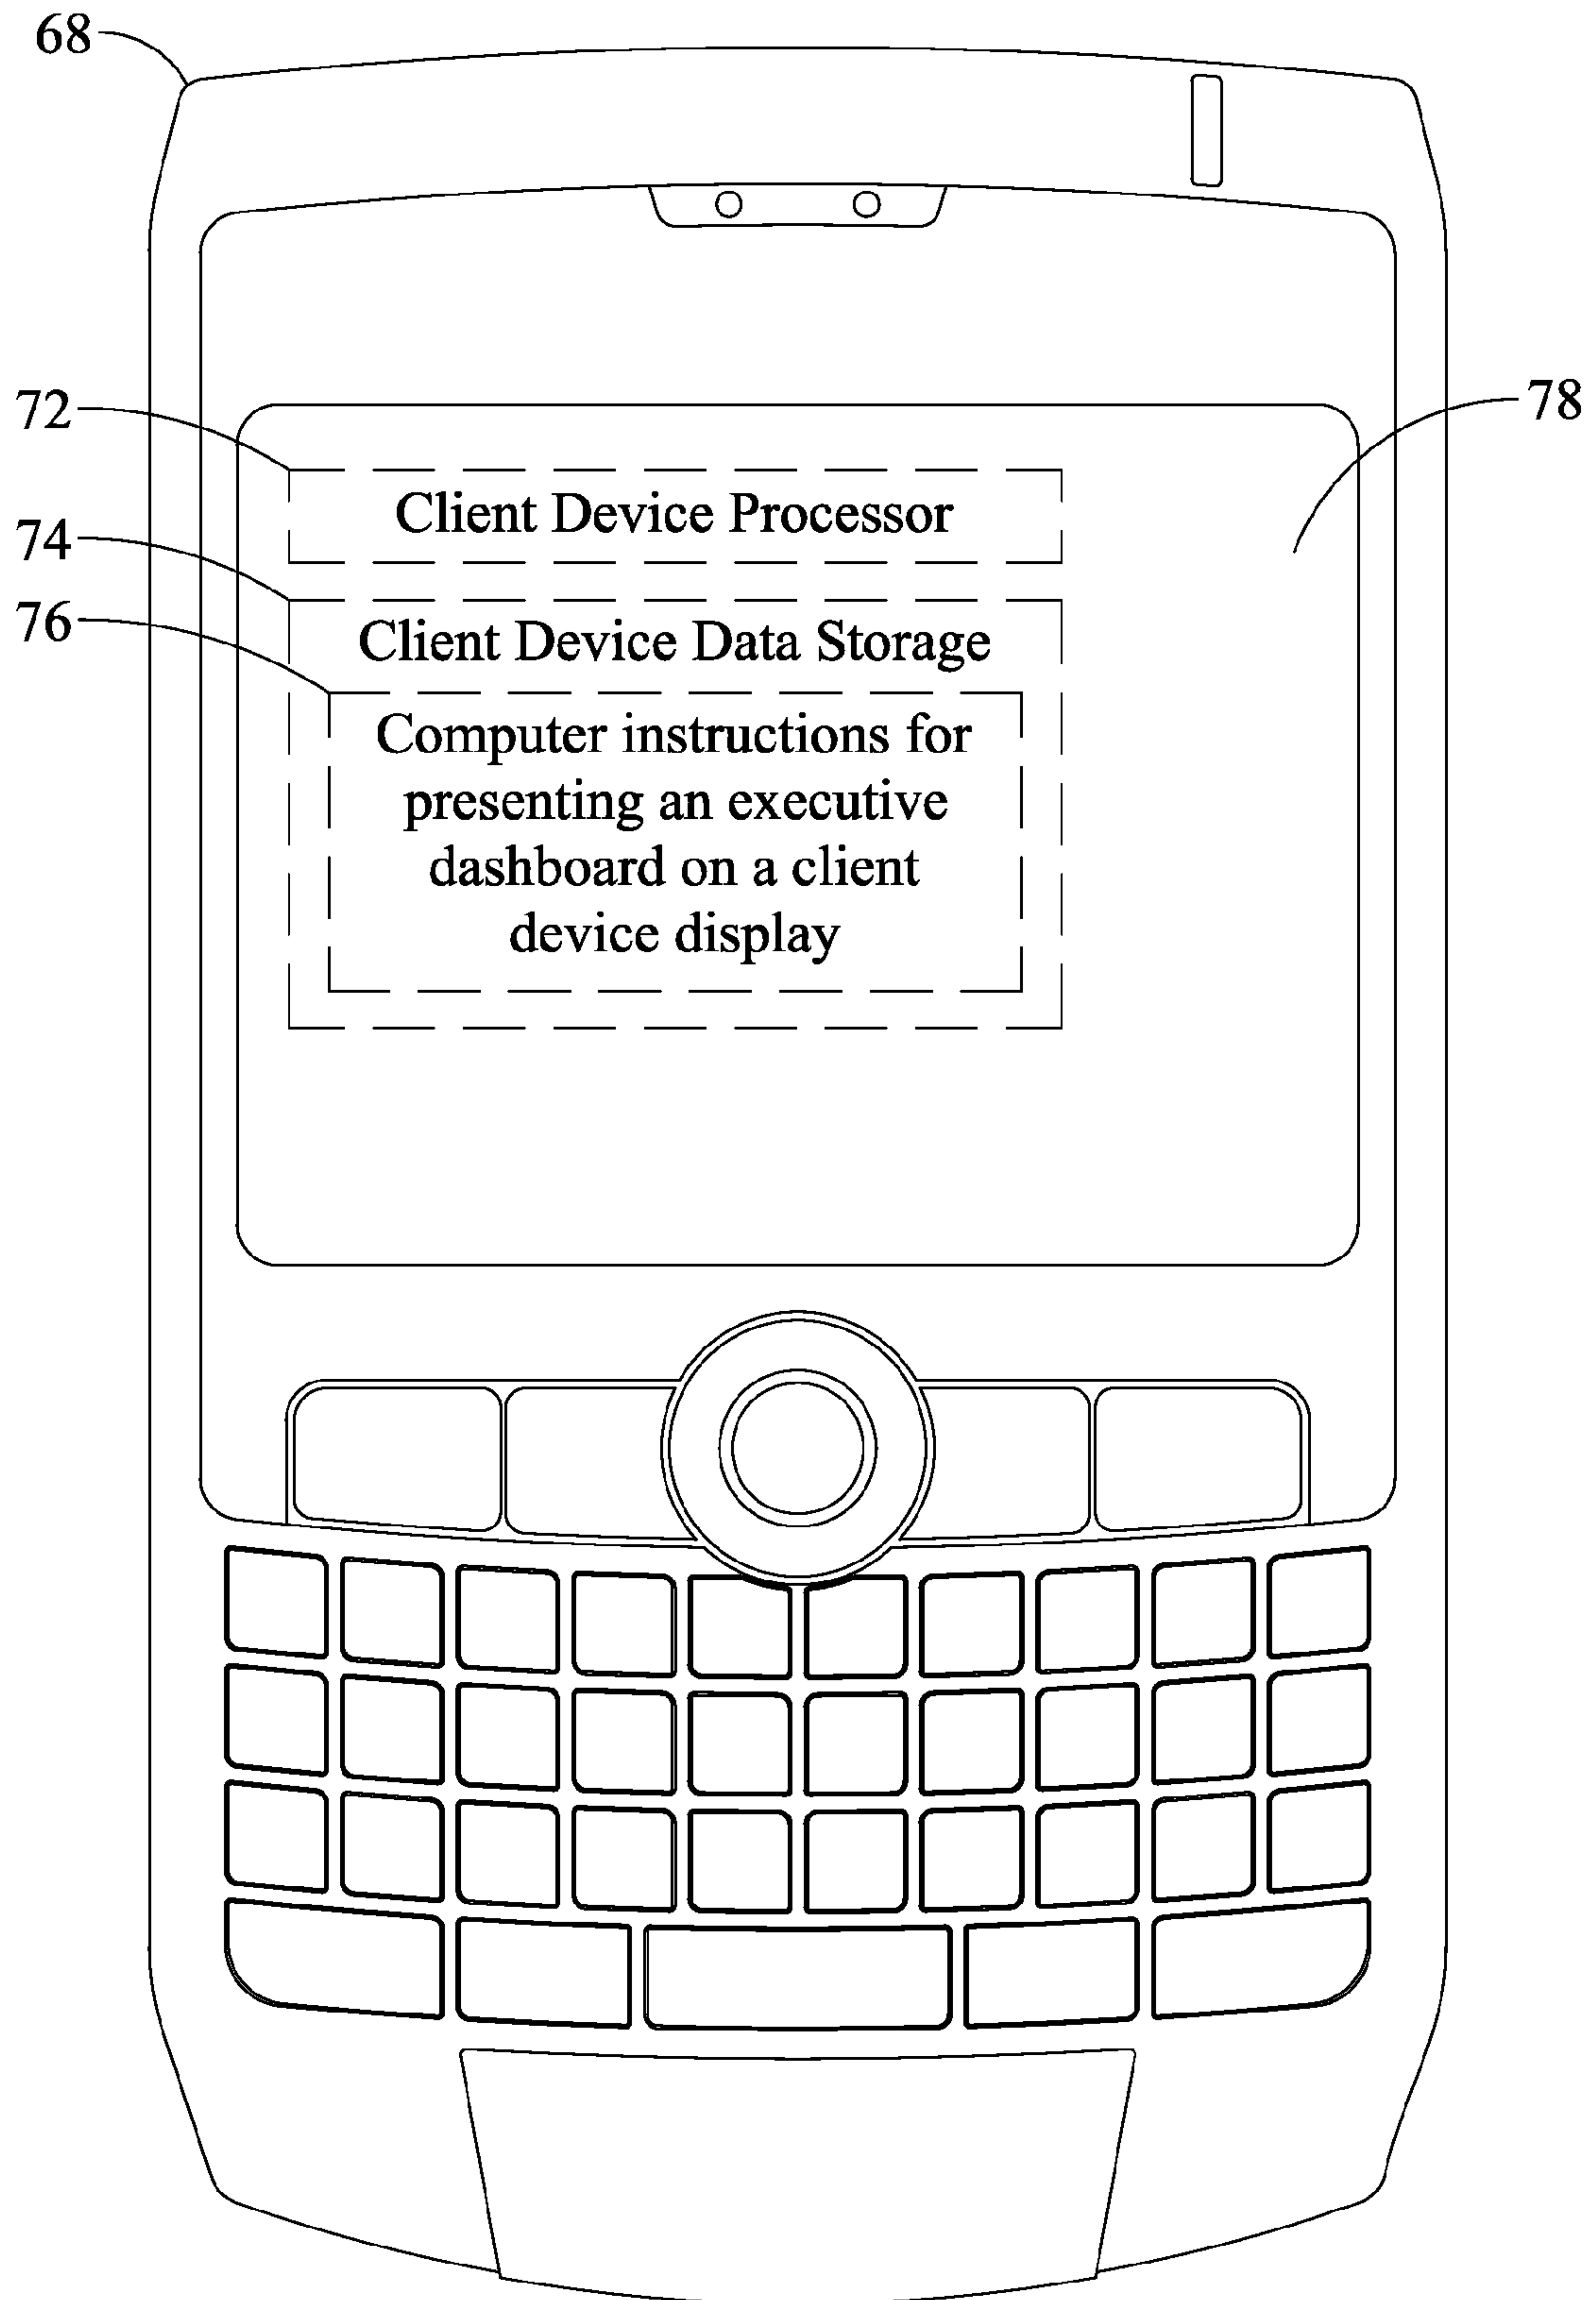 68
72
78
Client Device Processor
74
76
Client Device Data Storage
Computer instructions for
presenting an executive
dashboard on a client
device display